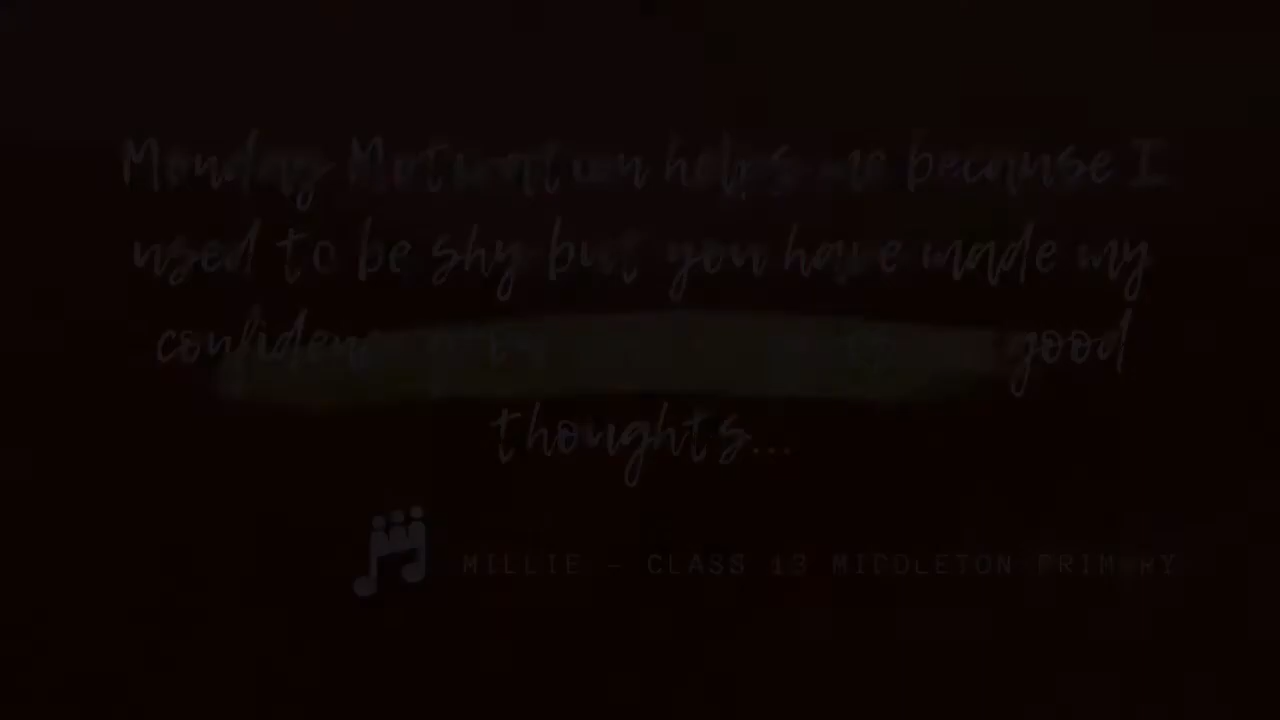 Monday Motivation helps me because I
used to be shy but you have made my
good
thoughts...
MILLIE - CLASS 13 MIDDLETON PRIMARY